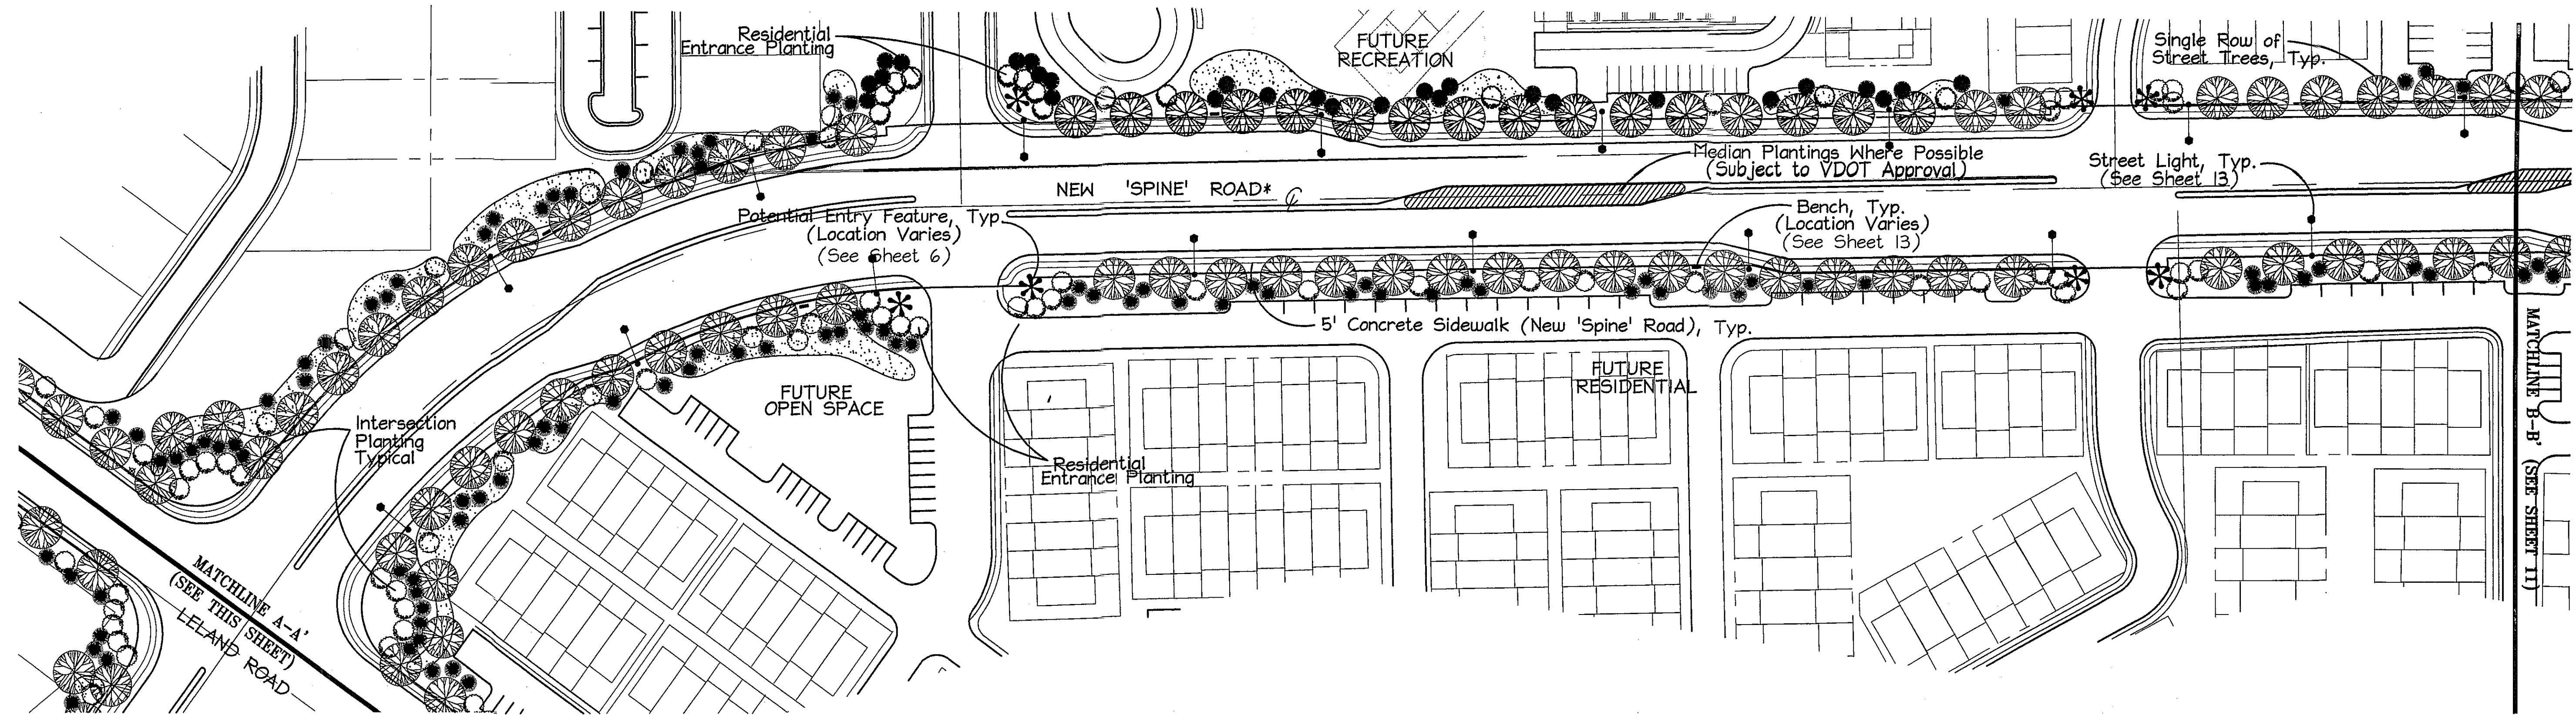 Residential
Entrance Planting
FUTURE
RECREATION
Single Row of
Street Trees, Typ.
Median Plantings Where Possible
(Subject to VDOT Approval)
Street Light, Typ.
(See Sheet 13)
NEW 'SPINE' ROAD*
Potential Entry Feature, Typ.
(Location Varies)
(See Sheet 6)
Bench, Typ.
(Location Varies)
(See Sheet 13)
5' Concrete Sidewalk (New 'Spine' Road), Typ.
FUTURE
OPEN SPACE
FUTURE
RESIDENTIAL
Intersection
Planting
Typical
Residential
Entrance Planting
MATCHLINE A-A'
(SEE THIS SHEET)
LELAND ROAD
MATCHLINE B-B' (SEE SHEET 11)